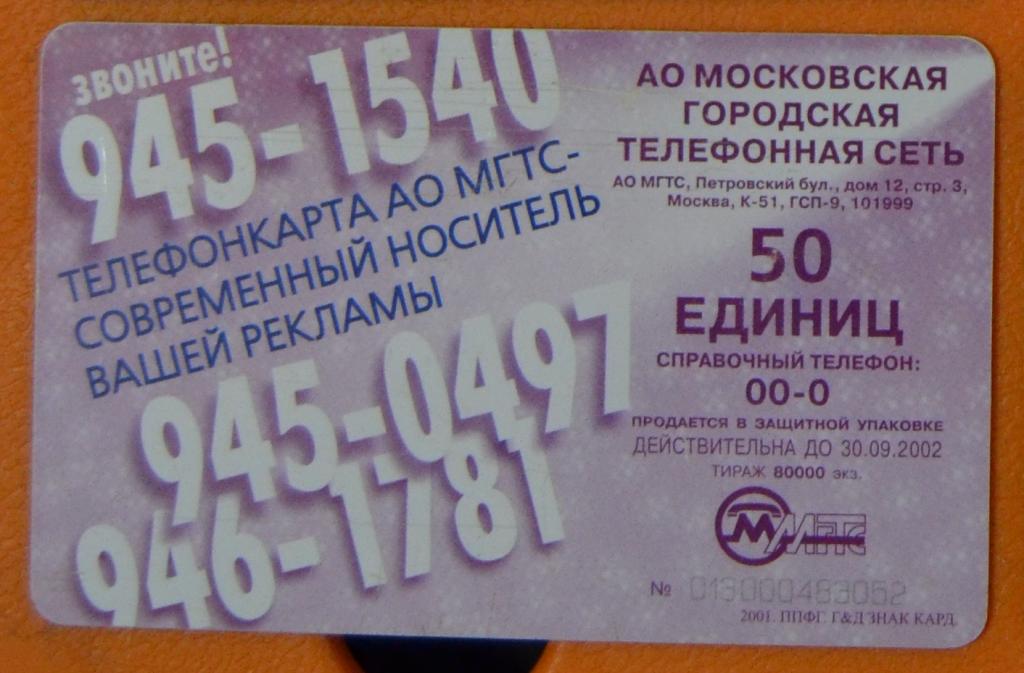 звоните!
945-1540
ТЕЛЕФОНКАРТА АО МГТС-
СОВРЕМЕННЫЙ НОСИТЕЛЬ
ВАШЕЙ РЕКЛАМЫ
945-0497
946-1781
АО МОСКОВСКАЯ
ГОРОДСКАЯ
ТЕЛЕФОННАЯ СЕТЬ
АО МГТС, Петровский бул., дом 12, стр. 3,
Москва, К-51, ГСП-9, 101999
50
ЕДИНИЦ
СПРАВОЧНЫЙ ТЕЛЕФОН:
00-0
ПРОДАЕТСЯ В ЗАЩИТНОЙ УПАКОВКЕ
ДЕЙСТВИТЕЛЬНА ДО 30.09.2002
ТИРАЖ 80000 экз.
МГТС
№ 013000483052
2001. ППФГ. Г&Д ЗНАК КАРД.